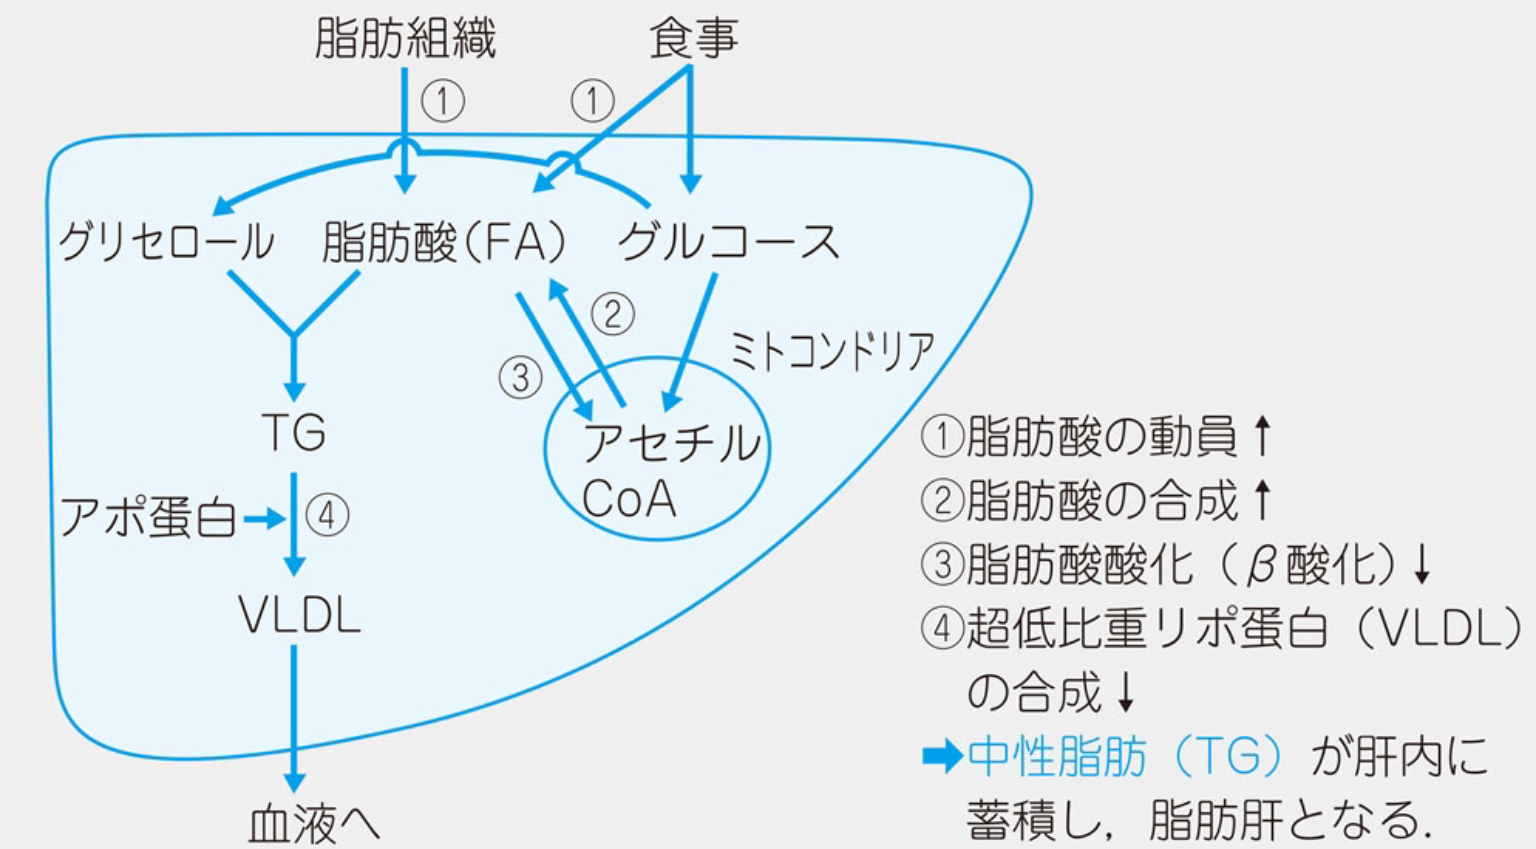 脂肪組織
食事
①
①
グリセロール
脂肪酸(FA)
グルコース
②
③
ミトコンドリア
TG
アセチル
CoA
アポ蛋白
④
VLDL
血液へ
①脂肪酸の動員↑
②脂肪酸の合成↑
③脂肪酸酸化（β酸化）↓
④超低比重リポ蛋白（VLDL）
の合成↓
➡中性脂肪（TG）が肝内に
蓄積し，脂肪肝となる．